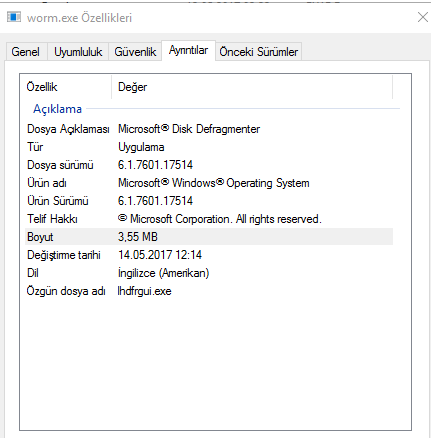 worm.exe Özellikleri
Genel Uyumluluk Güvenlik Ayrıntılar Önceki Sürümler
Özellik Değer
Açıklama
Dosya Açıklaması Microsoft® Disk Defragmenter
Tür Uygulama
Dosya sürümü 6.1.7601.17514
Ürün adı Microsoft® Windows® Operating System
Ürün Sürümü 6.1.7601.17514
Telif Hakkı © Microsoft Corporation. All rights reserved.
Boyut 3,55 MB
Değiştirme tarihi 14.05.2017 12:14
Dil İngilizce (Amerikan)
Özgün dosya adı lhdfrgui.exe